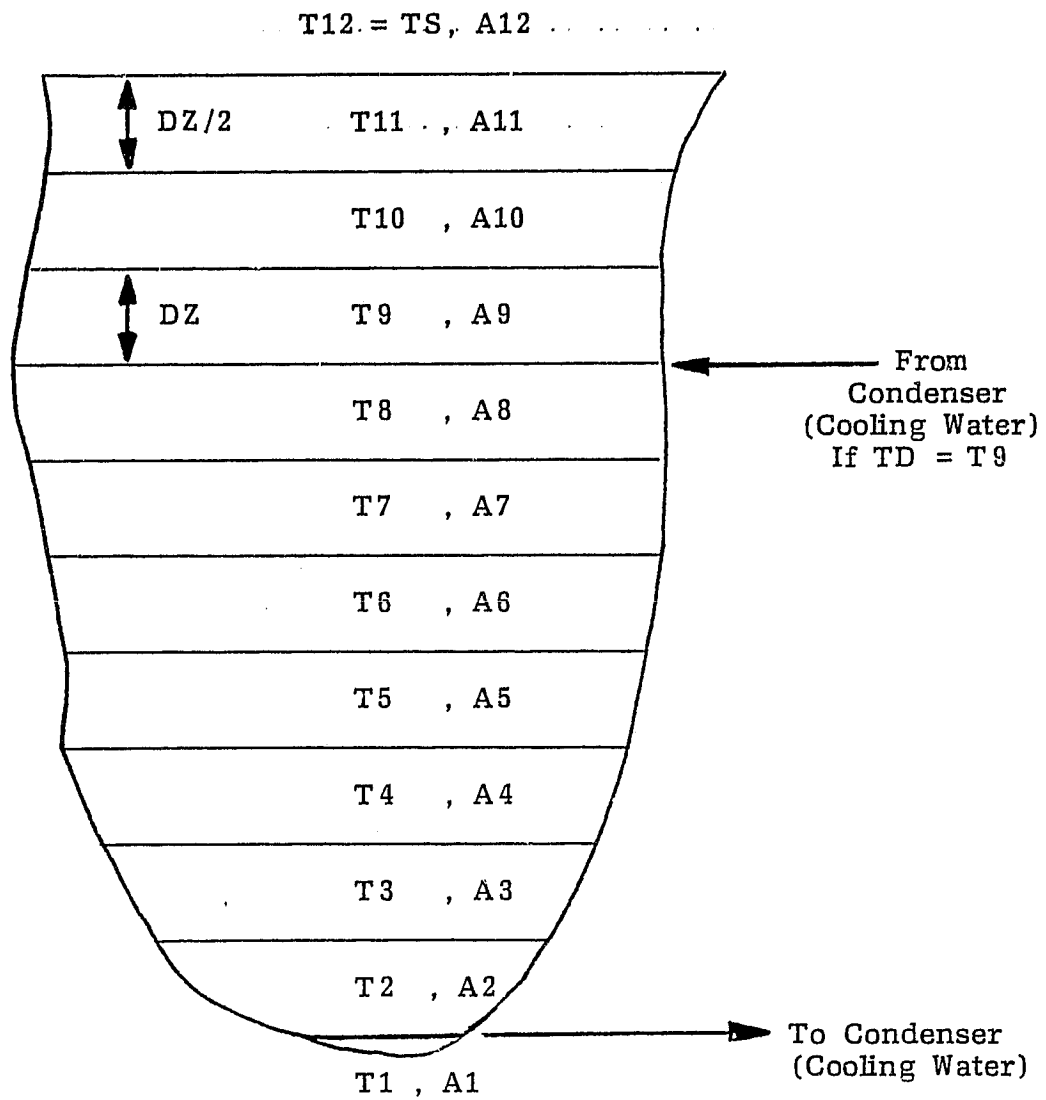 T12 = TS, A12
DZ/2 T11 , A11
T10 , A10
DZ T9 , A9
From
Condenser
(Cooling Water)
If TD = T9
T8 , A8
T7 , A7
T6 , A6
T5 , A5
T4 , A4
T3 , A3
T2 , A2
To Condenser
(Cooling Water)
T1 , A1